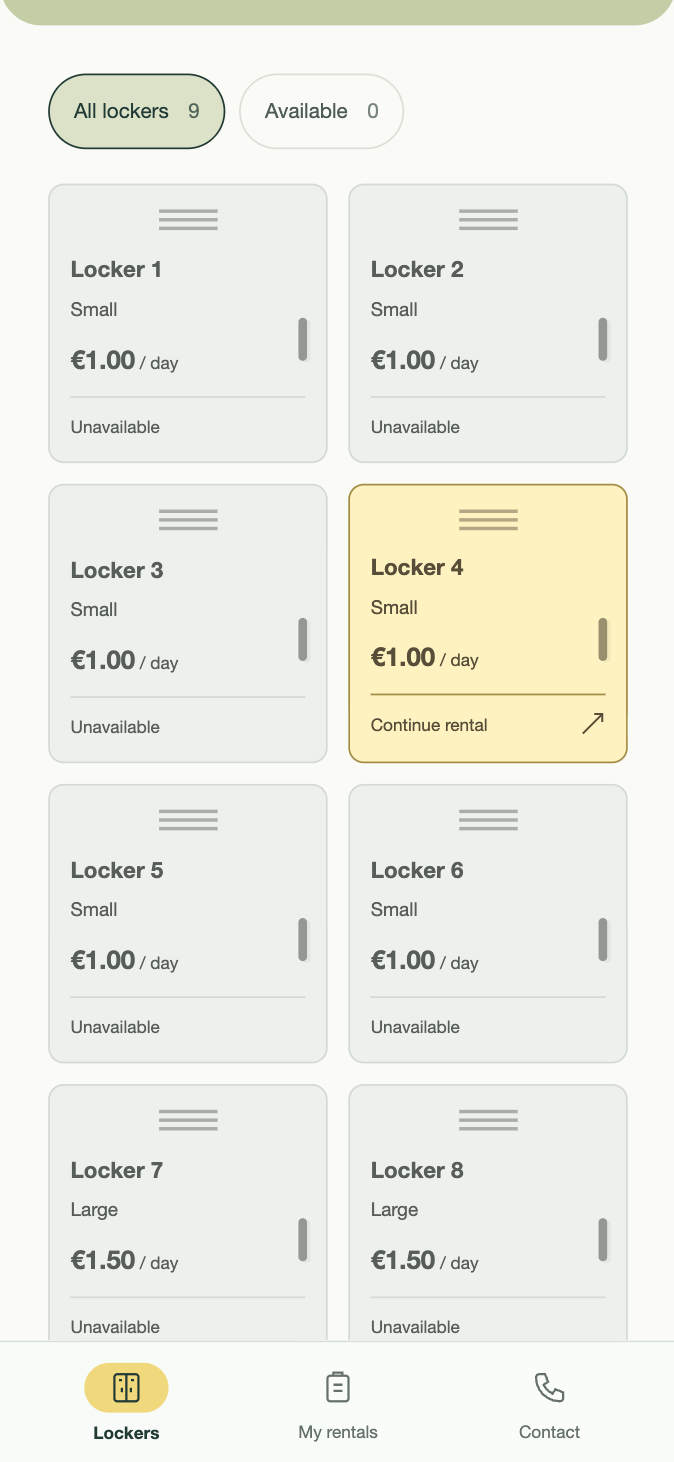 All lockers 9
Available 0
Locker 1
Small
€1.00 / day
Unavailable
Locker 2
Small
€1.00 / day
Unavailable
Locker 3
Small
€1.00 / day
Unavailable
Locker 4
Small
€1.00 / day
Continue rental
Locker 5
Small
€1.00 / day
Unavailable
Locker 6
Small
€1.00 / day
Unavailable
Locker 7
Large
€1.50 / day
Unavailable
Locker 8
Large
€1.50 / day
Unavailable
Lockers
My rentals
Contact